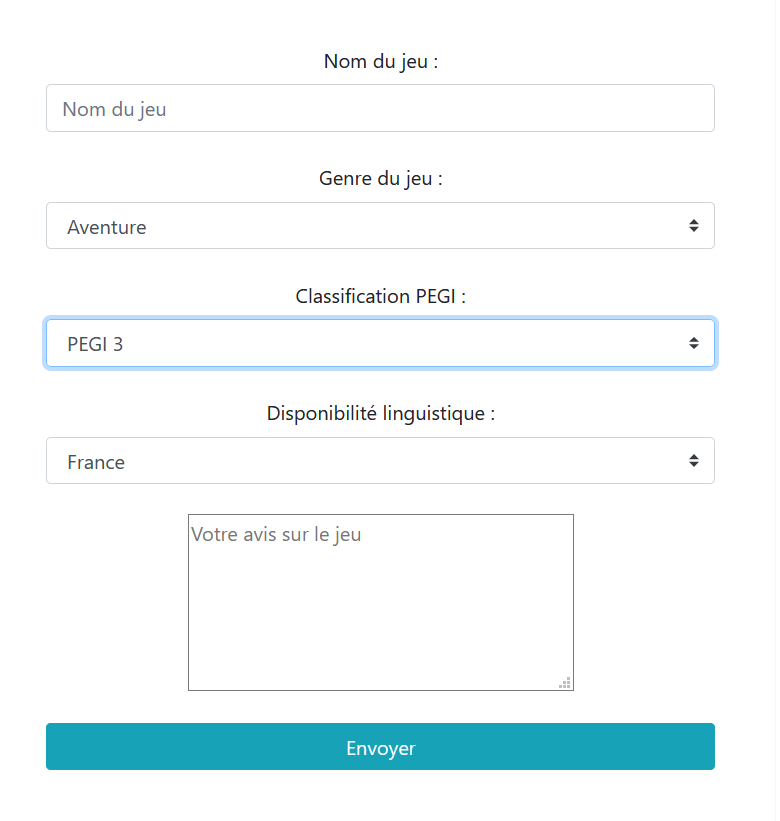 Nom du jeu :
Nom du jeu
Genre du jeu :
Aventure
Classification PEGI :
PEGI 3
Disponibilité linguistique :
France
Votre avis sur le jeu
Envoyer